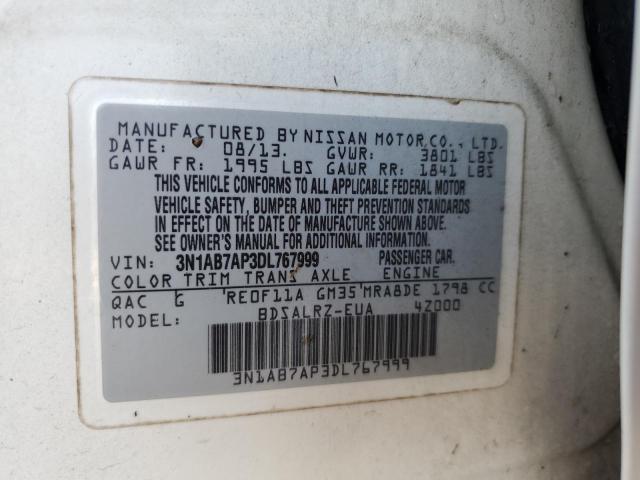 MANUFACTURED BY NISSAN MOTOR CO., LTD.
DATE: 08/13. GVWR: 3801 LBS
GAWR FR: 1995 LBS GAWR RR: 1841 LBS
THIS VEHICLE CONFORMS TO ALL APPLICABLE FEDERAL MOTOR
VEHICLE SAFETY, BUMPER AND THEFT PREVENTION STANDARDS
IN EFFECT ON THE DATE OF MANUFACTURE SHOWN ABOVE.
SEE OWNER'S MANUAL FOR ADDITIONAL INFORMATION
VIN: 3N1AB7AP3DL767999 PASSENGER CAR.
COLOR TRIM TRANS AXLE ENGINE
QAC G RE0F11A GM35 MRA8DE 1798 CC
MODEL: BDSALRZ-EUA 4Z000
3N1AB7AP3DL767999